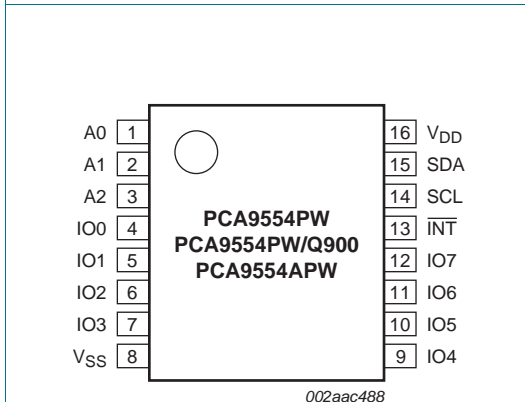 A0 1
A1 2
A2 3
IO0 4
IO1 5
IO2 6
IO3 7
VSS 8
PCA9554PW
PCA9554PW/Q900
PCA9554APW
16 VDD
15 SDA
14 SCL
13 INT
12 IO7
11 IO6
10 IO5
9 IO4
002aac488